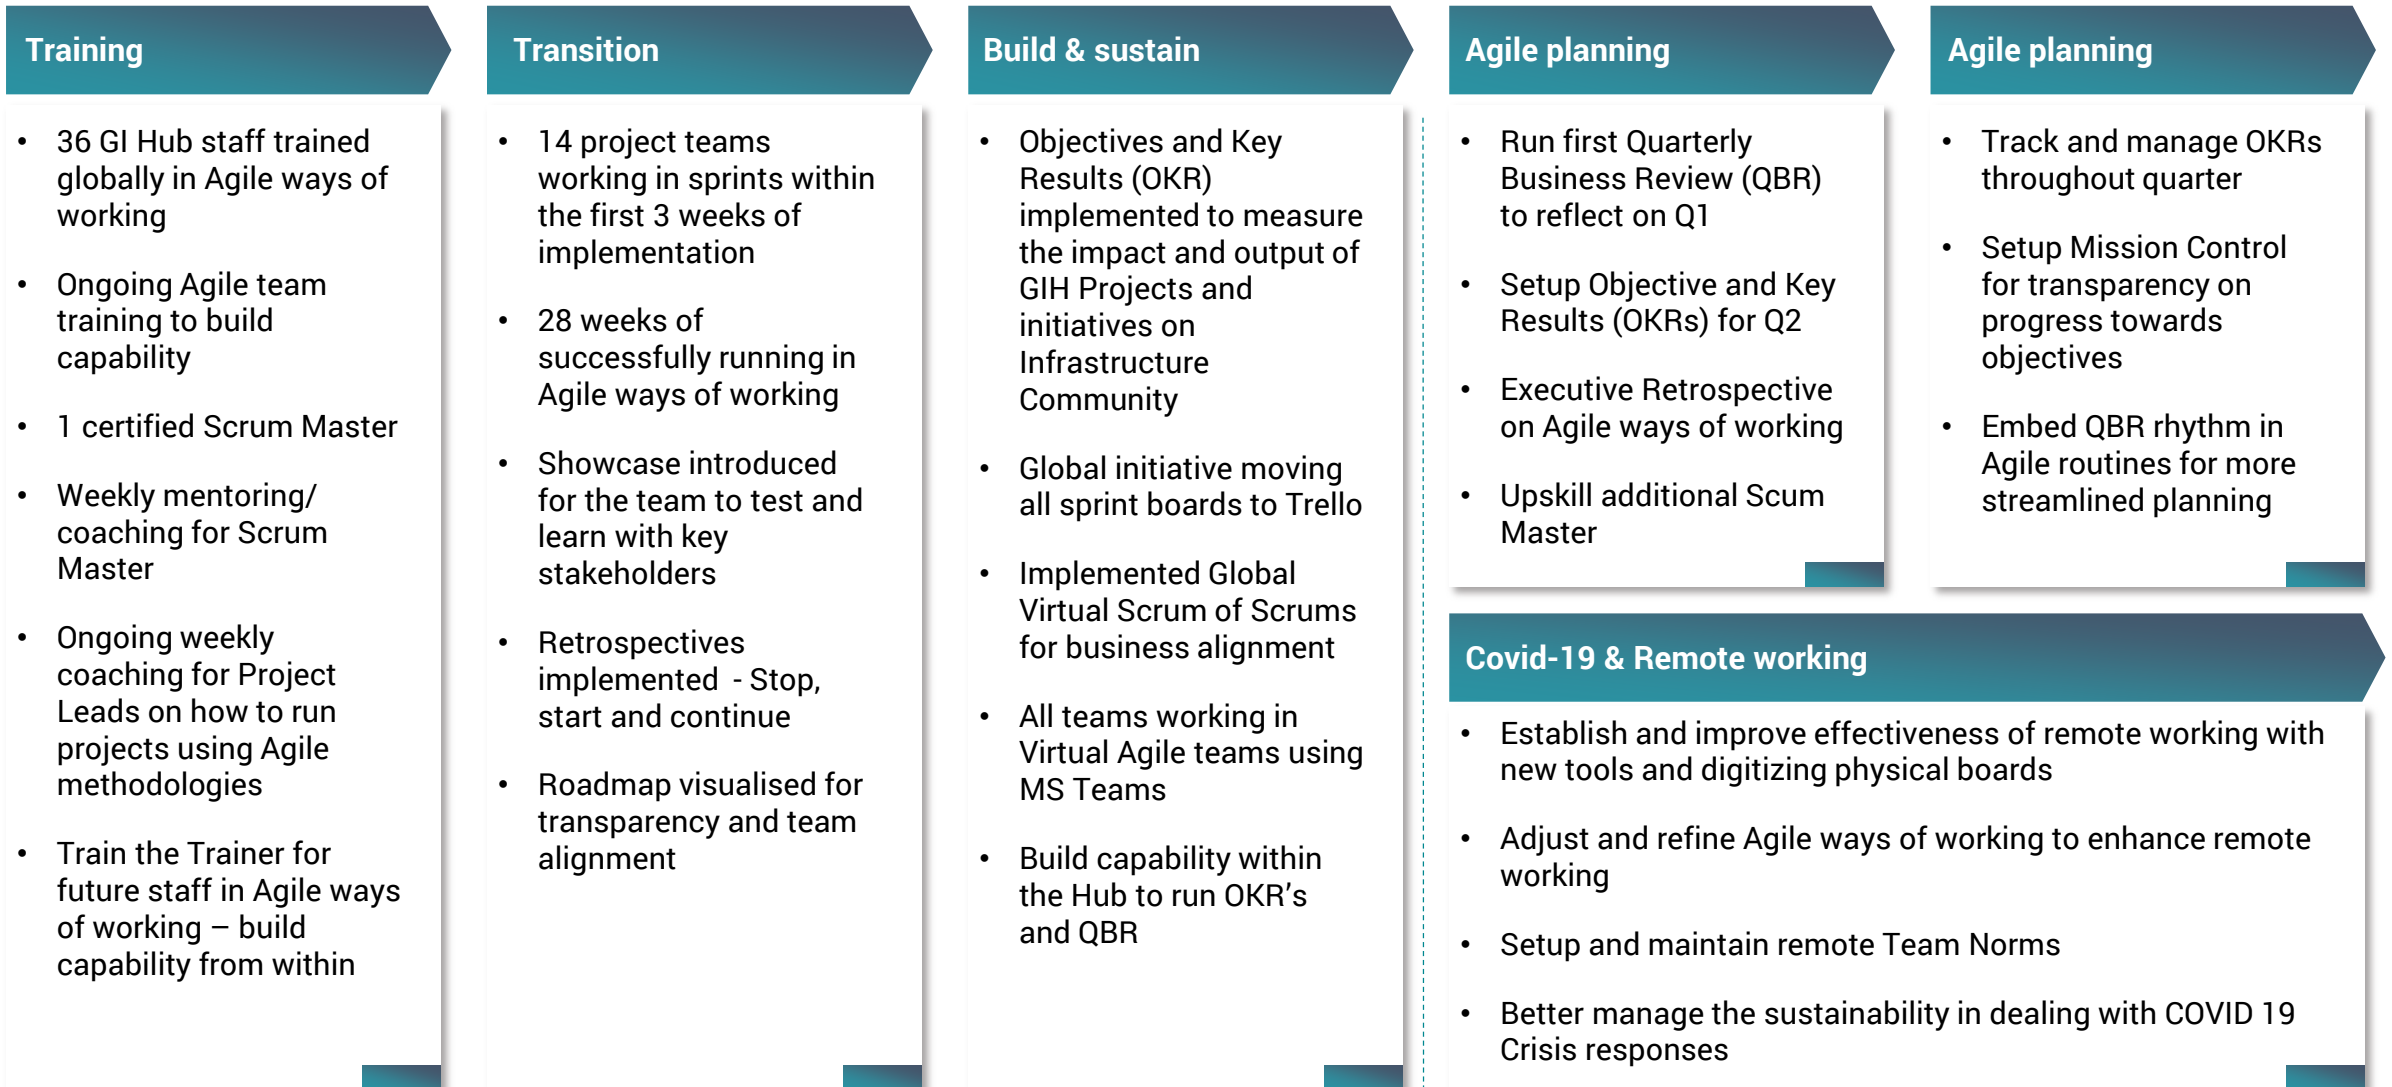 Training
• 36 GI Hub staff trained
globally in Agile ways of
working
• Ongoing Agile team
training to build
capability
• 1 certified Scrum Master
• Weekly mentoring/
coaching for Scrum
Master
• Ongoing weekly
coaching for Project
Leads on how to run
projects using Agile
methodologies
• Train the Trainer for
future staff in Agile ways
of working – build
capability from within
Transition
• 14 project teams
working in sprints within
the first 3 weeks of
implementation
• 28 weeks of
successfully running in
Agile ways of working
• Showcase introduced
for the team to test and
learn with key
stakeholders
• Retrospectives
implemented - Stop,
start and continue
• Roadmap visualised for
transparency and team
alignment
Build & sustain
• Objectives and Key
Results (OKR)
implemented to measure
the impact and output of
GIH Projects and
initiatives on
Infrastructure
Community
• Global initiative moving
all sprint boards to Trello
• Implemented Global
Virtual Scrum of Scrums
for business alignment
• All teams working in
Virtual Agile teams using
MS Teams
• Build capability within
the Hub to run OKR’s
and QBR
Agile planning
• Run first Quarterly
Business Review (QBR)
to reflect on Q1
• Setup Objective and Key
Results (OKRs) for Q2
• Executive Retrospective
on Agile ways of working
• Upskill additional Scum
Master
Agile planning
• Track and manage OKRs
throughout quarter
• Setup Mission Control
for transparency on
progress towards
objectives
• Embed QBR rhythm in
Agile routines for more
streamlined planning
Covid-19 & Remote working
• Establish and improve effectiveness of remote working with
new tools and digitizing physical boards
• Adjust and refine Agile ways of working to enhance remote
working
• Setup and maintain remote Team Norms
• Better manage the sustainability in dealing with COVID 19
Crisis responses